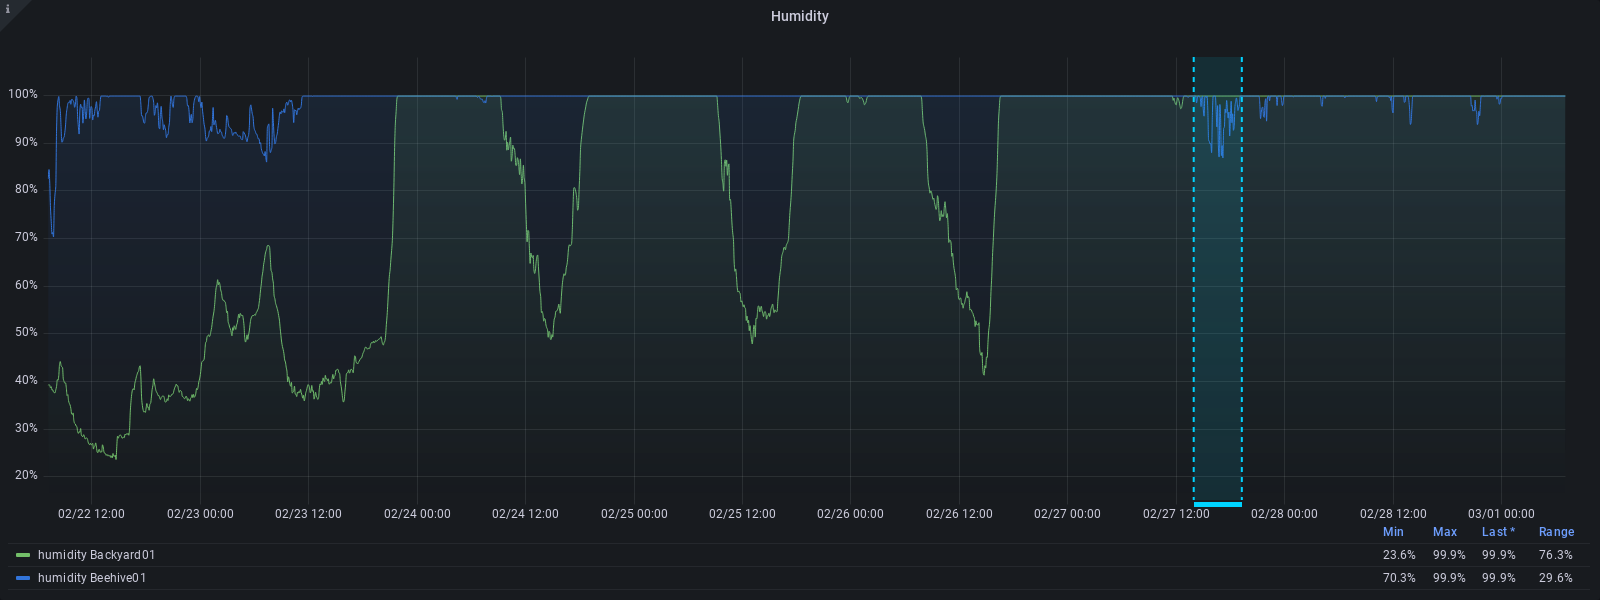 i
Humidity
100%
90%
80%
70%
60%
50%
40%
30%
20%
02/22 12:00 02/23 00:00 02/23 12:00 02/24 00:00 02/24 12:00 02/25 00:00 02/25 12:00 02/26 00:00 02/26 12:00 02/27 00:00 02/27 12:00 02/28 00:00 02/28 12:00 03/01 00:00
Min Max Last * Range
humidity Backyard01 23.6% 99.9% 99.9% 76.3%
humidity Beehive01 70.3% 99.9% 99.9% 29.6%